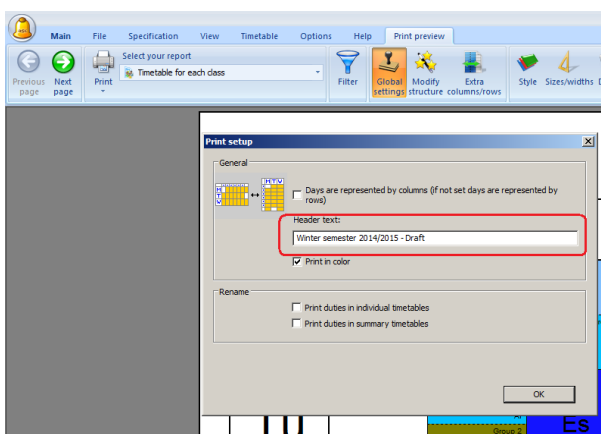 Main File Specification View Timetable Options Help Print preview
Select your report
Timetable for each class
Previous page
Next page
Print
Filter
Global settings
Modify structure
Extra columns/rows
Style
Sizes/widths
Print setup
General
H T V
H
T
V
Days are represented by columns (if not set days are represented by
rows)
Header text:
Winter semester 2014/2015 - Draft
Print in color
Rename
Print duties in individual timetables
Print duties in summary timetables
OK
Tu
Group 2
Es